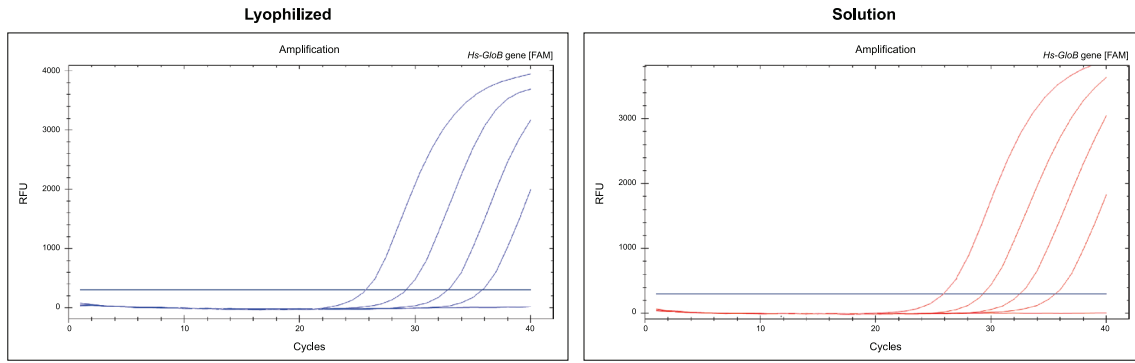 Lyophilized
Amplification
Hs-GloB gene [FAM]
4000
3000
2000
1000
0
RFU
0
10
20
30
40
Cycles
Solution
Amplification
Hs-GloB gene [FAM]
3000
2000
1000
0
RFU
0
10
20
30
40
Cycles